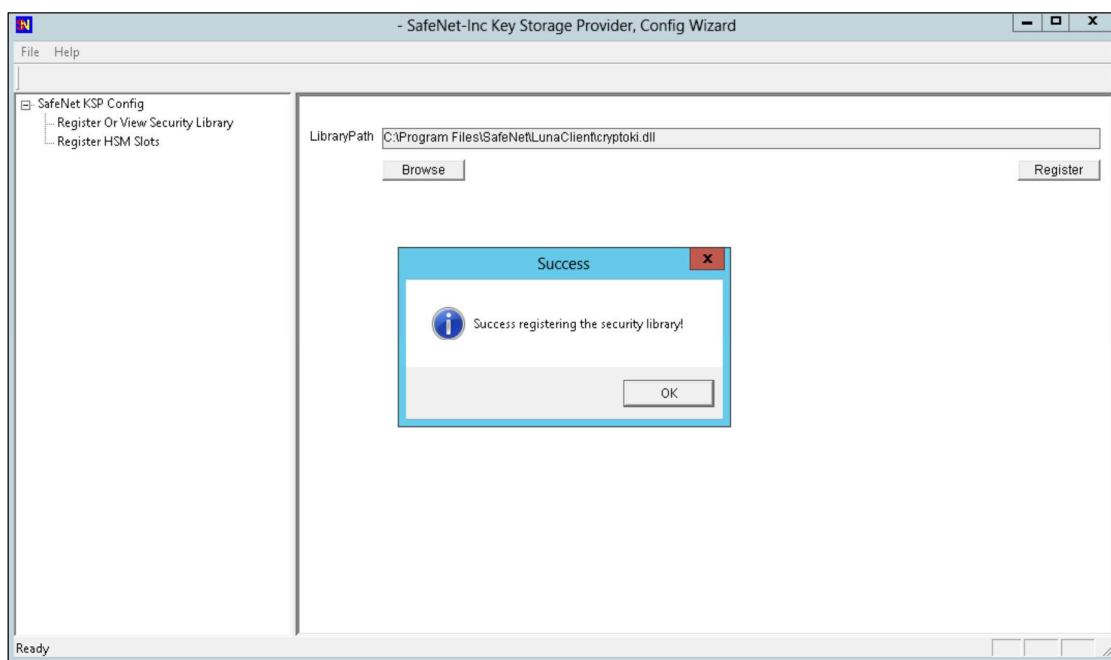 - SafeNet-Inc Key Storage Provider, Config Wizard
File Help
SafeNet KSP Config
Register Or View Security Library
Register HSM Slots
LibraryPath C:\Program Files\SafeNet\LunaClient\cryptoki.dll
Browse Register
Success
Success registering the security library!
OK
Ready